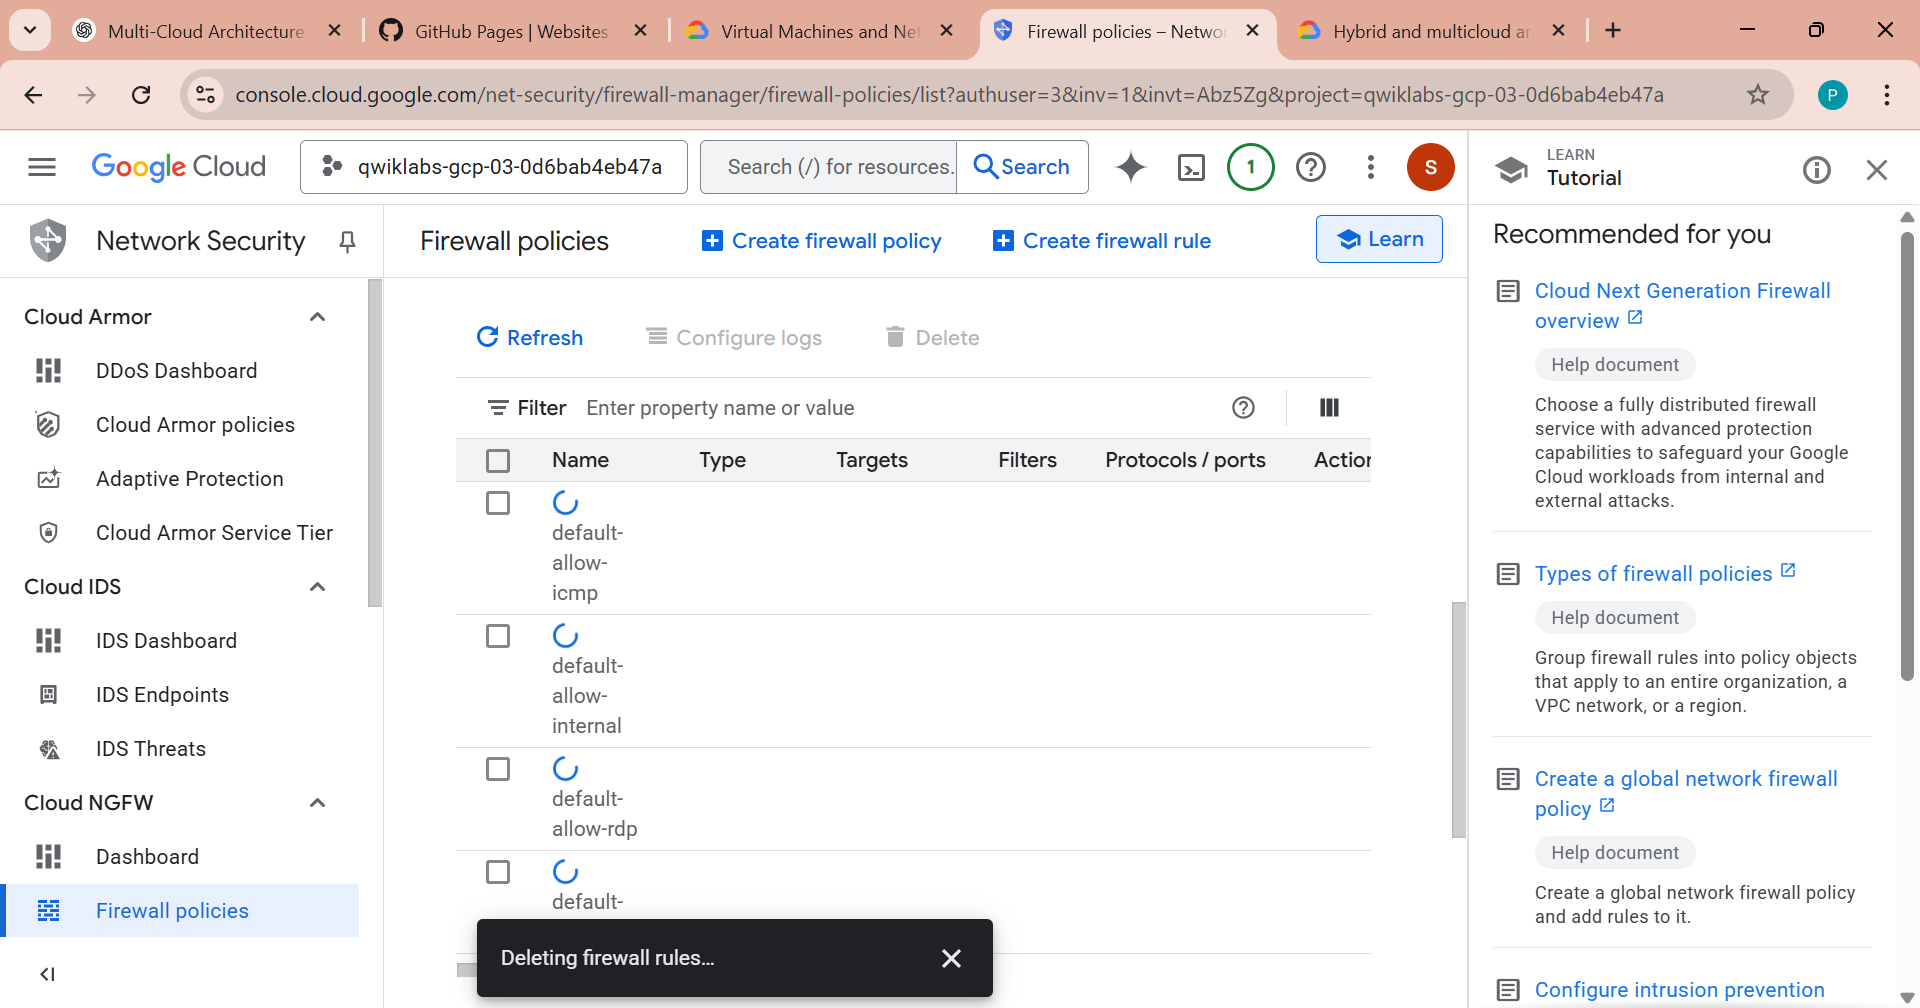 Multi-Cloud Architecture
GitHub Pages | Websites
Virtual Machines and Net
Firewall policies – Networ
Hybrid and multicloud ar
console.cloud.google.com/net-security/firewall-manager/firewall-policies/list?authuser=3&inv=1&invt=Abz5Zg&project=qwiklabs-gcp-03-0d6bab4eb47a
P
Google Cloud
qwiklabs-gcp-03-0d6bab4eb47a
Search (/) for resources.
Search
1
S
LEARN
Tutorial
Network Security
Firewall policies
Create firewall policy
Create firewall rule
Learn
Cloud Armor
DDoS Dashboard
Cloud Armor policies
Adaptive Protection
Cloud Armor Service Tier
Cloud IDS
IDS Dashboard
IDS Endpoints
IDS Threats
Cloud NGFW
Dashboard
Firewall policies
Refresh
Configure logs
Delete
Filter
Enter property name or value
Name
Type
Targets
Filters
Protocols / ports
Action
default-
allow-
icmp
default-
allow-
internal
default-
allow-rdp
default-
Deleting firewall rules...
Recommended for you
Cloud Next Generation Firewall
overview
Help document
Choose a fully distributed firewall
service with advanced protection
capabilities to safeguard your Google
Cloud workloads from internal and
external attacks.
Types of firewall policies
Help document
Group firewall rules into policy objects
that apply to an entire organization, a
VPC network, or a region.
Create a global network firewall
policy
Help document
Create a global network firewall policy
and add rules to it.
Configure intrusion prevention